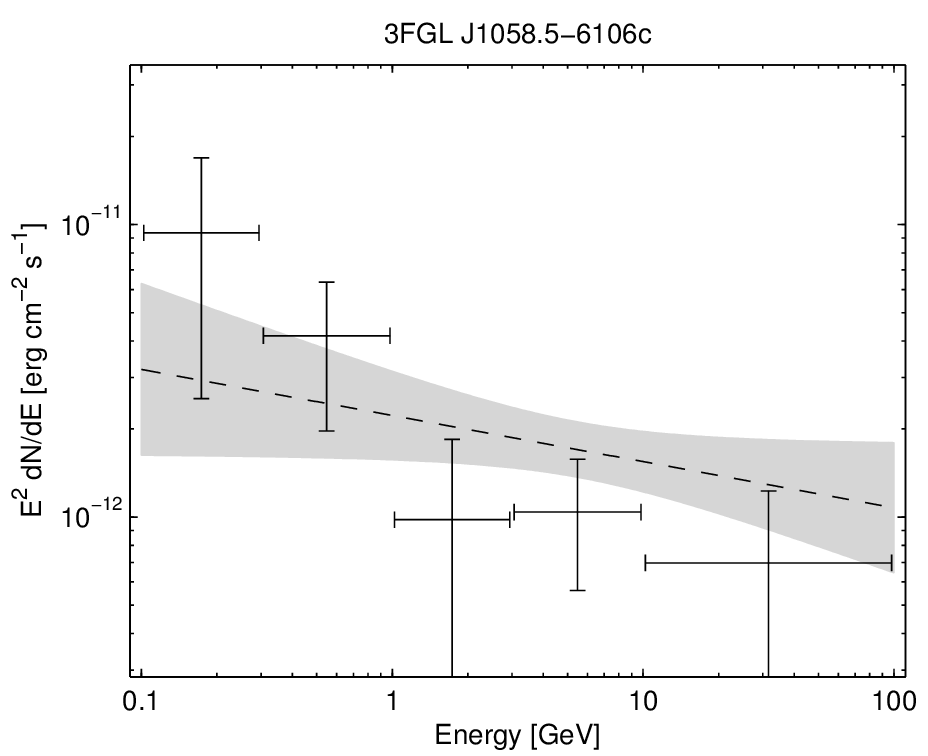 3FGL J1058.5−6106c
E² dN/dE [erg cm⁻² s⁻¹]
10⁻¹¹
10⁻¹²
0.1 1 10 100
Energy [GeV]